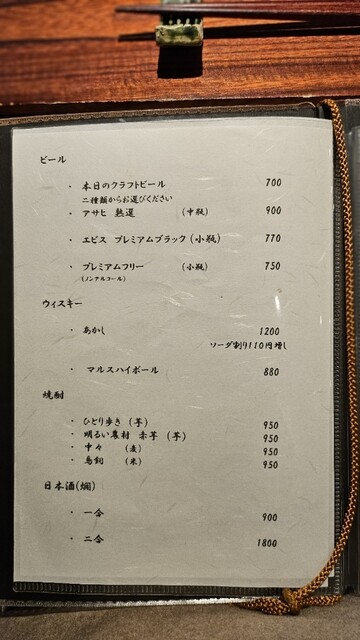 ビール
・ 本日のクラフトビール 700
二種類からお選びください
・ アサヒ 熟選 (中瓶) 900
・ エビス プレミアムブラック (小瓶) 770
・ プレミアムフリー (小瓶) 750
(ノンアルコール)
ウィスキー
・ あかし 1200
ソーダ割り110円増し
・ マルスハイボール 880
焼酎
・ ひとり歩き (芋) 950
・ 明るい農村 赤芋 (芋) 950
・ 中々 (麦) 950
・ 鳥飼 (米) 950
日本酒(燗)
・ 一合 900
・ 二合 1800